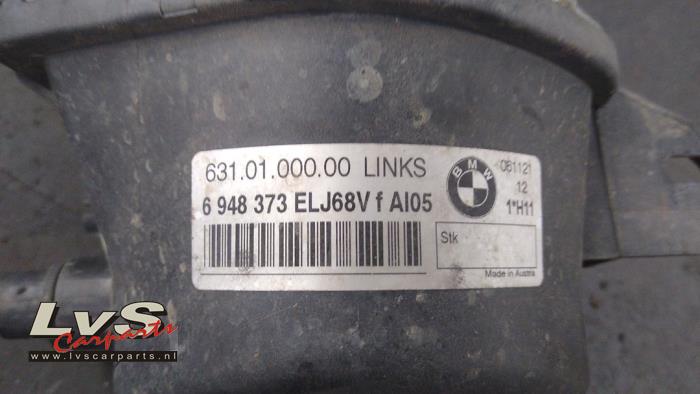 631.01.000.00 LINKS
6 948 373 ELJ68V f AI05
BMW
081121
12
1*H11
Stk
Made in Austria
LvS
Carparts
www.lvscarparts.nl